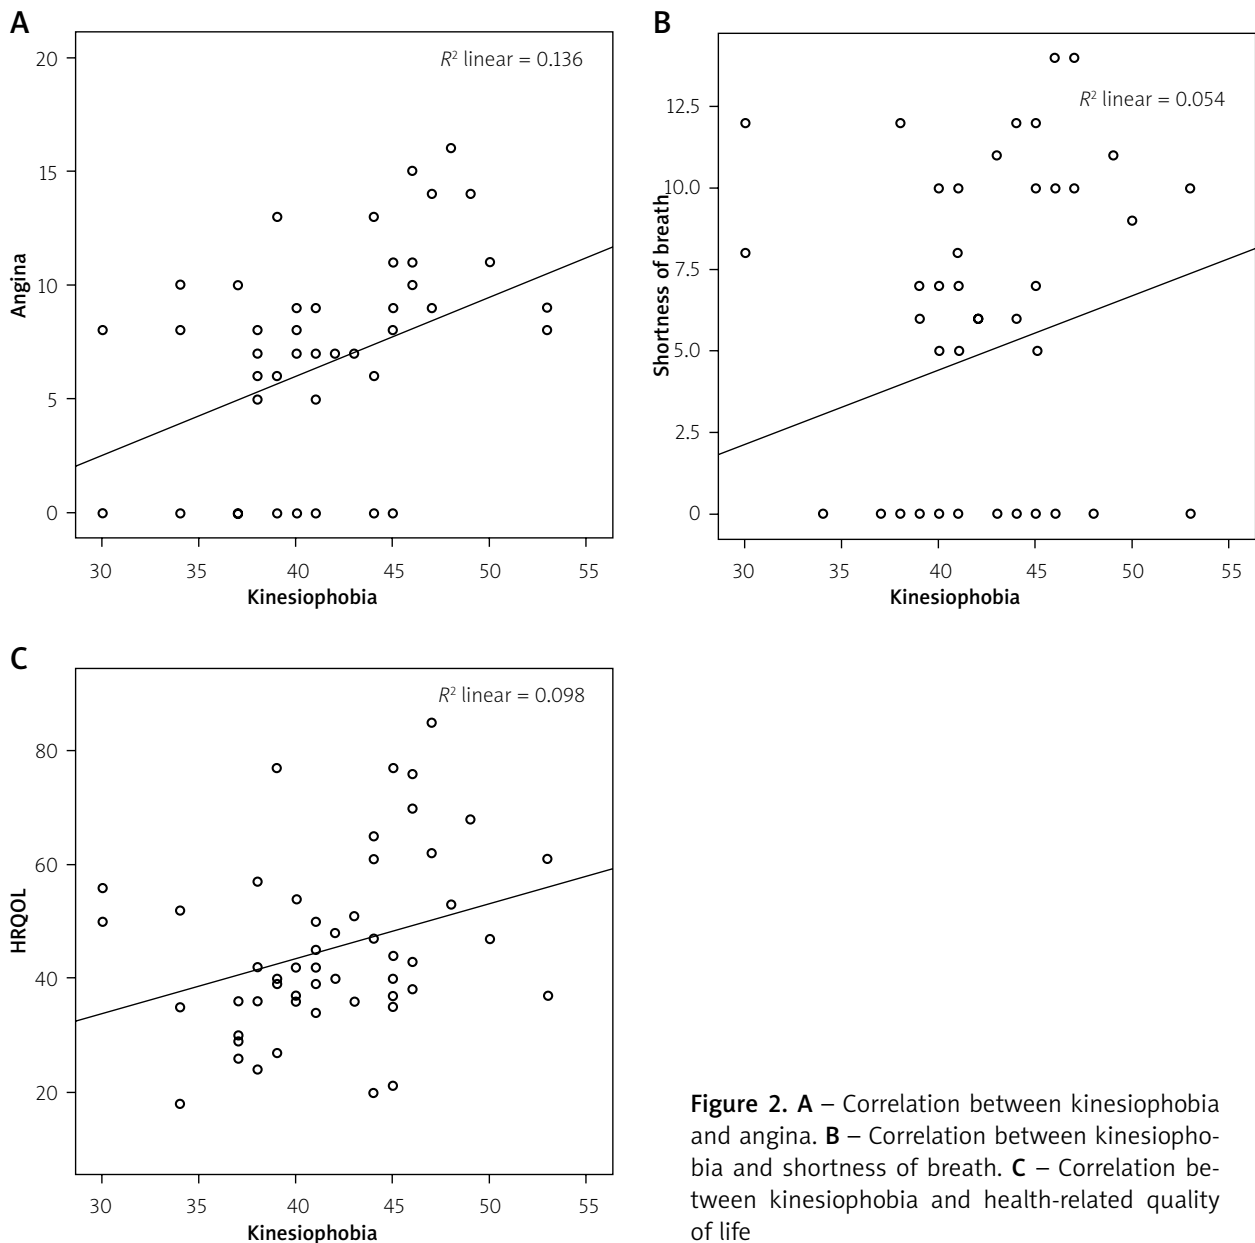 A
R² linear = 0.136
20
15
10
5
0
Angina
30 35 40 45 50 55
Kinesiophobia
B
R² linear = 0.054
12.5
10.0
7.5
5.0
2.5
0
Shortness of breath
30 35 40 45 50 55
Kinesiophobia
C
R² linear = 0.098
80
60
40
20
HRQOL
30 35 40 45 50 55
Kinesiophobia
Figure 2. A – Correlation between kinesiophobia
and angina. B – Correlation between kinesiopho-
bia and shortness of breath. C – Correlation be-
tween kinesiophobia and health-related quality
of life